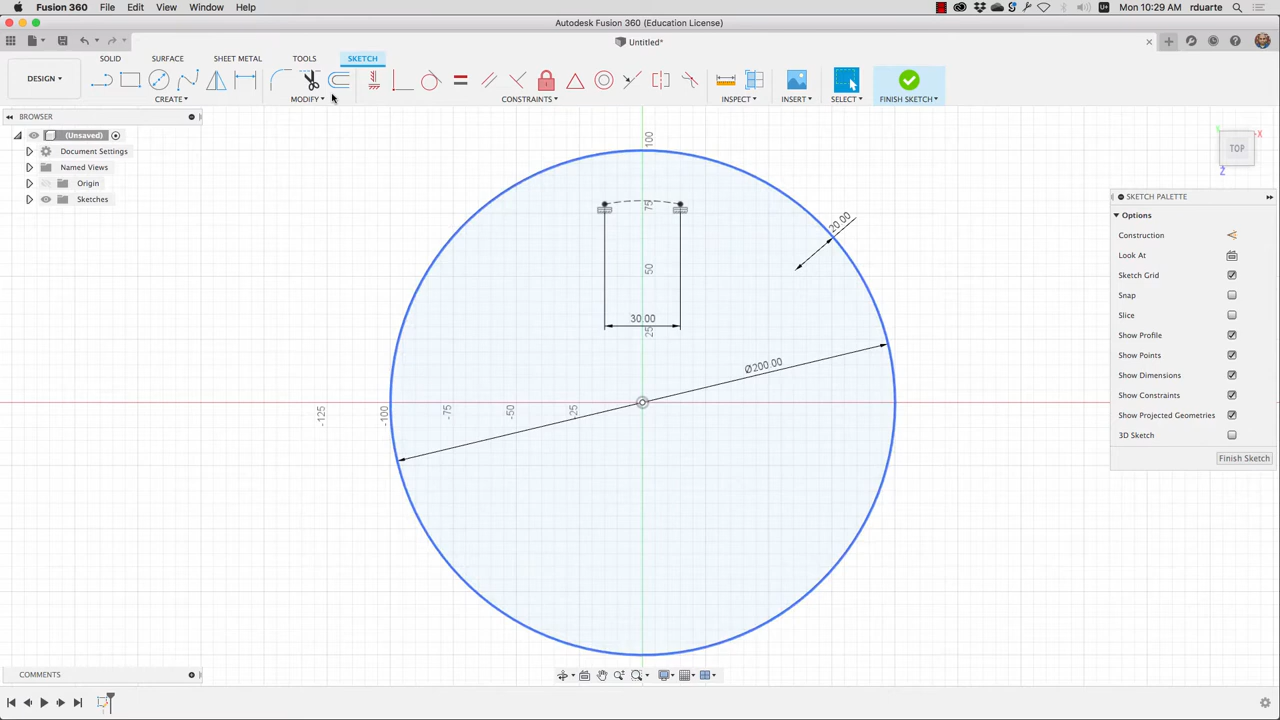 Fusion 360 File Edit View Window Help
Mon 10:29 AM rduarte
Autodesk Fusion 360 (Education License)
Untitled*
DESIGN
SOLID SURFACE SHEET METAL TOOLS SKETCH
CREATE MODIFY CONSTRAINTS INSPECT INSERT SELECT FINISH SKETCH
BROWSER
(Unsaved)
Document Settings
Named Views
Origin
Sketches
100
75
50
25
-125
-100
-75
-50
-25
20.00
30.00
Ø200.00
TOP
X
Y
Z
SKETCH PALETTE
Options
Construction
Look At
Sketch Grid
Snap
Slice
Show Profile
Show Points
Show Dimensions
Show Constraints
Show Projected Geometries
3D Sketch
Finish Sketch
COMMENTS